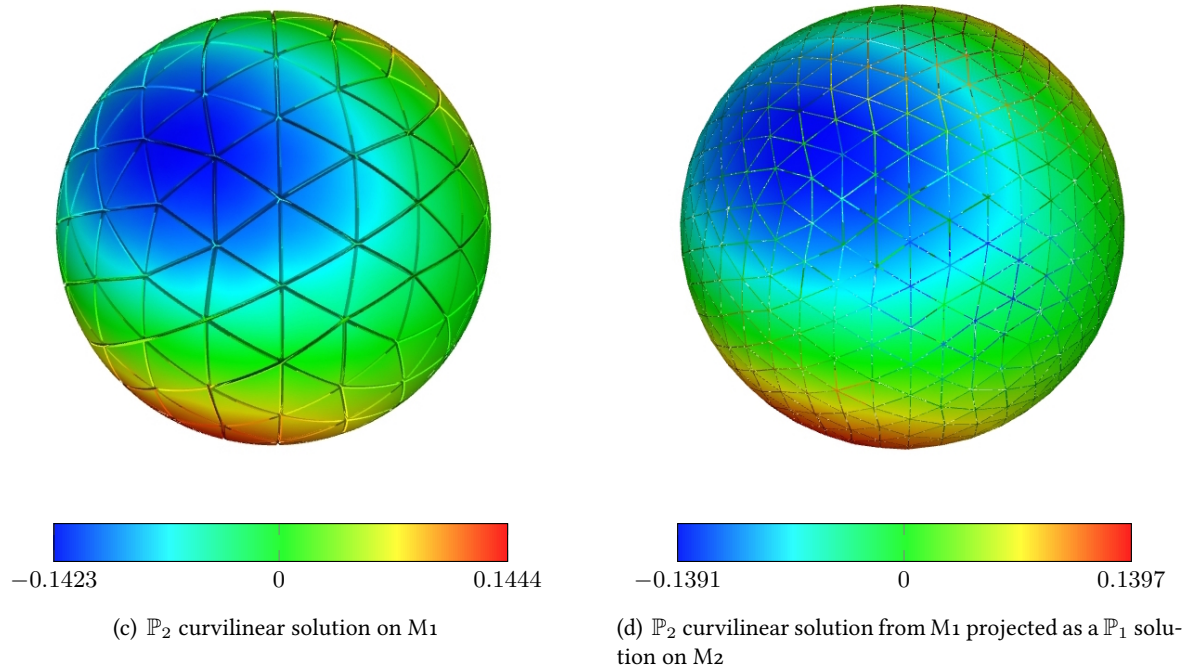 −0.1423 0 0.1444
−0.1391 0 0.1397
(c) ℙ₂ curvilinear solution on M1
(d) ℙ₂ curvilinear solution from M1 projected as a ℙ₁ solu-
tion on M2